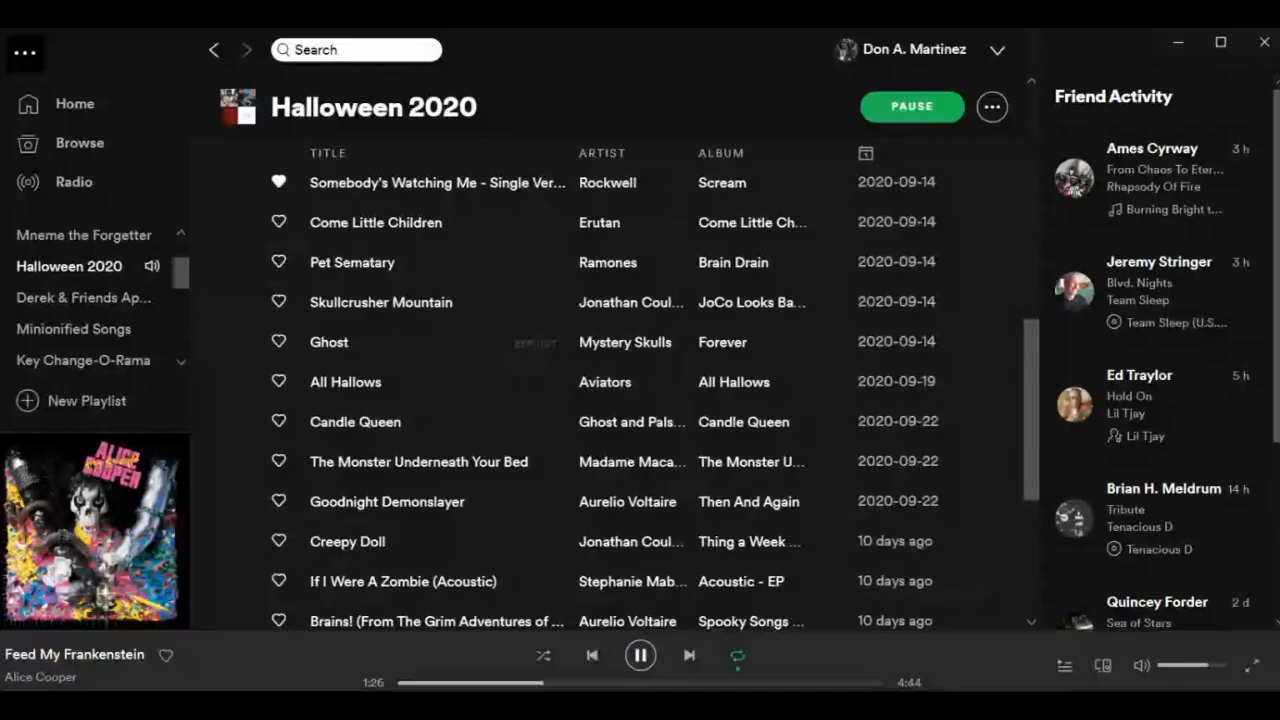 Search
Don A. Martinez
Home
Browse
Radio
Mneme the Forgetter
Halloween 2020
Derek & Friends Ap...
Minionified Songs
Key Change-O-Rama
New Playlist
ALICE
COOPER
Halloween 2020
PAUSE
TITLE ARTIST ALBUM
Somebody's Watching Me - Single Ver... Rockwell Scream 2020-09-14
Come Little Children Erutan Come Little Ch... 2020-09-14
Pet Sematary Ramones Brain Drain 2020-09-14
Skullcrusher Mountain Jonathan Coul... JoCo Looks Ba... 2020-09-14
Ghost EXPLICIT Mystery Skulls Forever 2020-09-14
All Hallows Aviators All Hallows 2020-09-19
Candle Queen Ghost and Pals... Candle Queen 2020-09-22
The Monster Underneath Your Bed Madame Maca... The Monster U... 2020-09-22
Goodnight Demonslayer Aurelio Voltaire Then And Again 2020-09-22
Creepy Doll Jonathan Coul... Thing a Week ... 10 days ago
If I Were A Zombie (Acoustic) Stephanie Mab... Acoustic - EP 10 days ago
Brains! (From The Grim Adventures of ... Aurelio Voltaire Spooky Songs ... 10 days ago
Friend Activity
Ames Cyrway 3 h
From Chaos To Eter...
Rhapsody Of Fire
Burning Bright t...
Jeremy Stringer 3 h
Blvd. Nights
Team Sleep
Team Sleep (U.S....
Ed Traylor 5 h
Hold On
Lil Tjay
Lil Tjay
Brian H. Meldrum 14 h
Tribute
Tenacious D
Tenacious D
Quincey Forder 2 d
Sea of Stars
Feed My Frankenstein
Alice Cooper
1:26
4:44